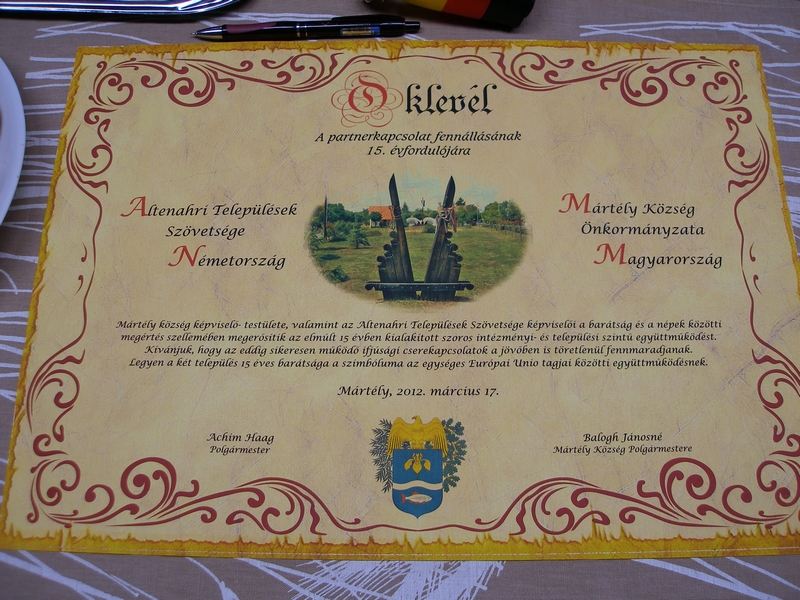 Oklevél
A partnerkapcsolat fennállásának
15. évfordulójára
Altenahri Települések
Szövetsége
Németország
Mártély Község
Önkormányzata
Magyarország
Mártély község képviselő- testülete, valamint az Altenahri Települések Szövetsége képviselői a barátság és a népek közötti
megértés szellemében megerősítik az elmúlt 15 évben kialakított szoros intézményi- és települési szintű együttműködést.
Kívánjuk, hogy az eddig sikeresen működő ifjúsági cserekapcsolatok a jövőben is töretlenül fennmaradjanak.
Legyen a két település 15 éves barátsága a szimbóluma az egységes Európai Unio tagjai közötti együttműködésnek.
Mártély, 2012. március 17.
Achim Haag
Polgármester
Balogh Jánosné
Mártély Község Polgármestere